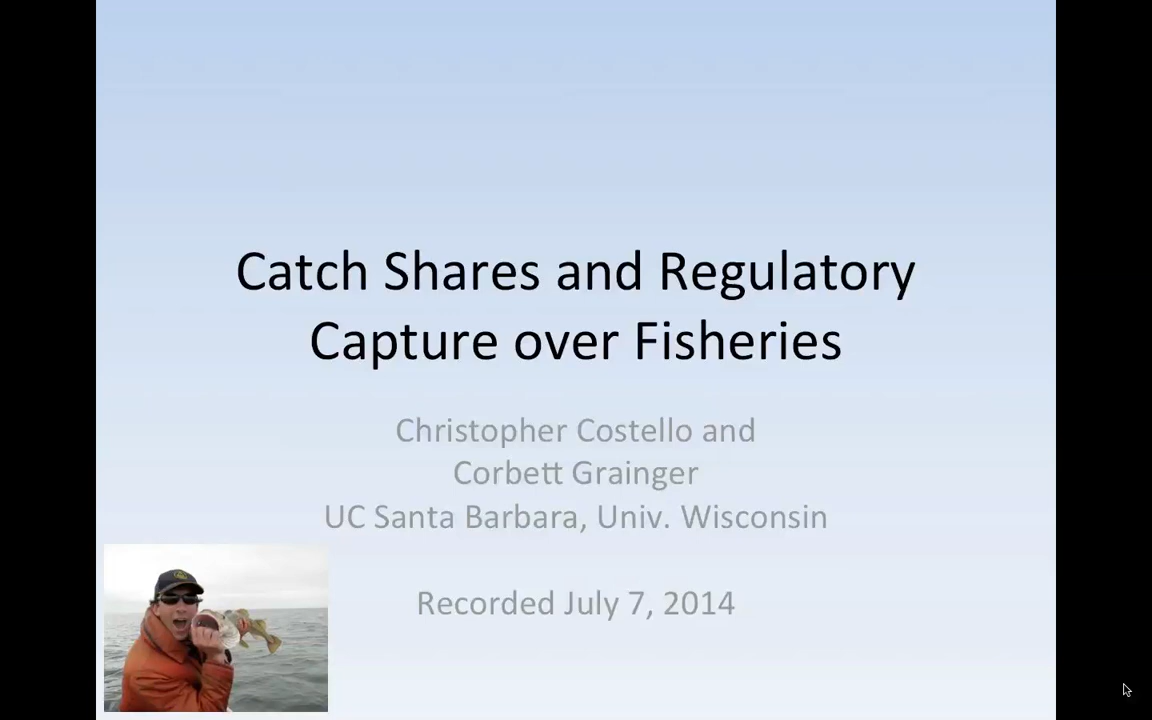 Catch Shares and Regulatory
Capture over Fisheries
Christopher Costello and
Corbett Grainger
UC Santa Barbara, Univ. Wisconsin
Recorded July 7, 2014